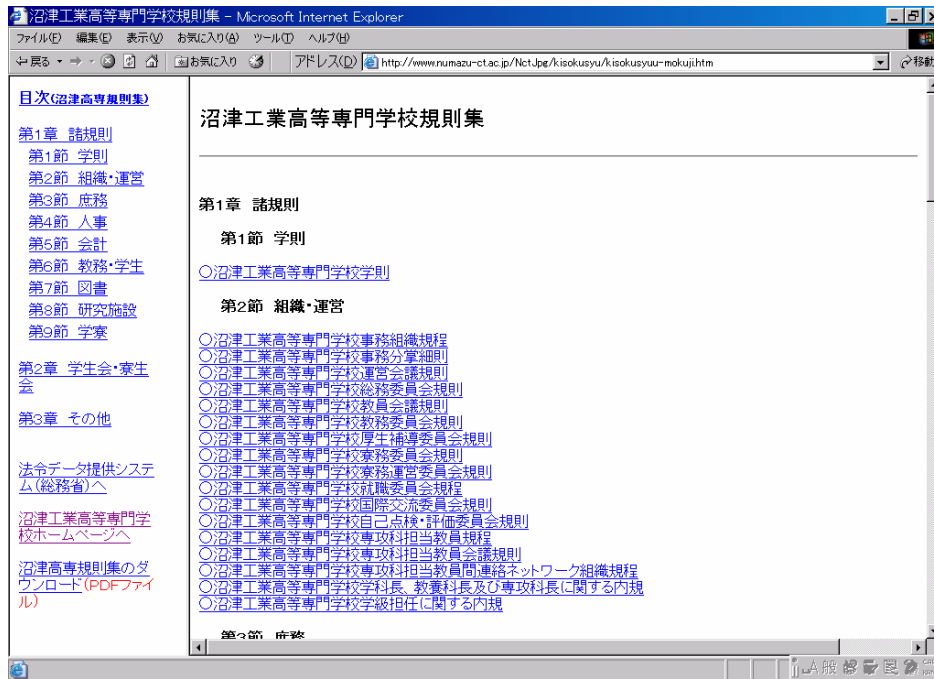 沼津工業高等専門学校規則集 - Microsoft Internet Explorer
ファイル(F) 編集(E) 表示(V) お気に入り(A) ツール(T) ヘルプ(H)
戻る お気に入り アドレス(D) http://www.numazu-ct.ac.jp/NctJpg/kisokusyu/kisokusyuu-mokuji.htm 移動
目次(沼津高専規則集)
第1章 諸規則
第1節 学則
第2節 組織・運営
第3節 庶務
第4節 人事
第5節 会計
第6節 教務・学生
第7節 図書
第8節 研究施設
第9節 学寮
第2章 学生会・寮生
会
第3章 その他
法令データ提供システ
ム(総務省)へ
沼津工業高等専門学
校ホームページへ
沼津高専規則集のダ
ウンロード(PDFファイ
ル)
沼津工業高等専門学校規則集
第1章 諸規則
第1節 学則
○沼津工業高等専門学校学則
第2節 組織・運営
○沼津工業高等専門学校事務組織規程
○沼津工業高等専門学校事務分掌細則
○沼津工業高等専門学校運営会議規則
○沼津工業高等専門学校総務委員会規則
○沼津工業高等専門学校教員会議規則
○沼津工業高等専門学校教務委員会規則
○沼津工業高等専門学校厚生補導委員会規則
○沼津工業高等専門学校寮務委員会規則
○沼津工業高等専門学校寮務運営委員会規則
○沼津工業高等専門学校就職委員会規程
○沼津工業高等専門学校国際交流委員会規則
○沼津工業高等専門学校自己点検・評価委員会規則
○沼津工業高等専門学校専攻科担当教員規程
○沼津工業高等専門学校専攻科担当教員会議規則
○沼津工業高等専門学校専攻科担当教員間連絡ネットワーク組織規程
○沼津工業高等専門学校学科長、教養科長及び専攻科長に関する内規
○沼津工業高等専門学校学級担任に関する内規
第3節 庶務
A 般